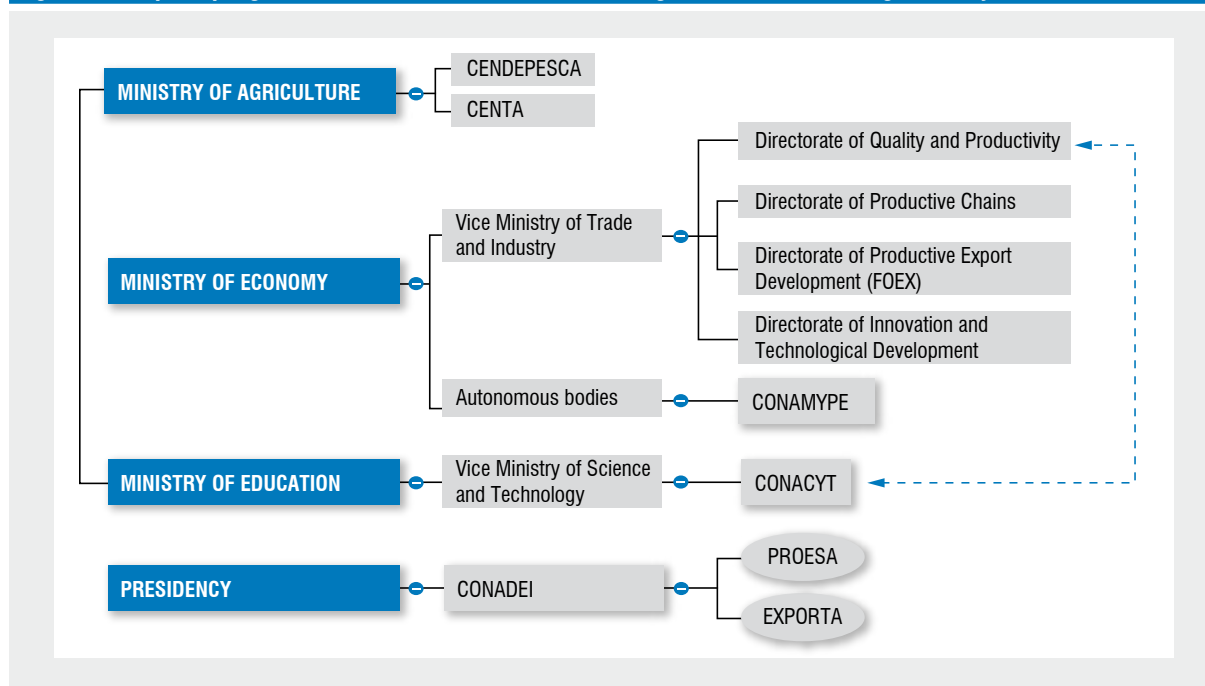 MINISTRY OF AGRICULTURE
CENDEPESCA
CENTA
MINISTRY OF ECONOMY
Vice Ministry of Trade
and Industry
Directorate of Quality and Productivity
Directorate of Productive Chains
Directorate of Productive Export
Development (FOEX)
Directorate of Innovation and
Technological Development
Autonomous bodies
CONAMYPE
MINISTRY OF EDUCATION
Vice Ministry of Science
and Technology
CONACYT
PRESIDENCY
CONADEI
PROESA
EXPORTA